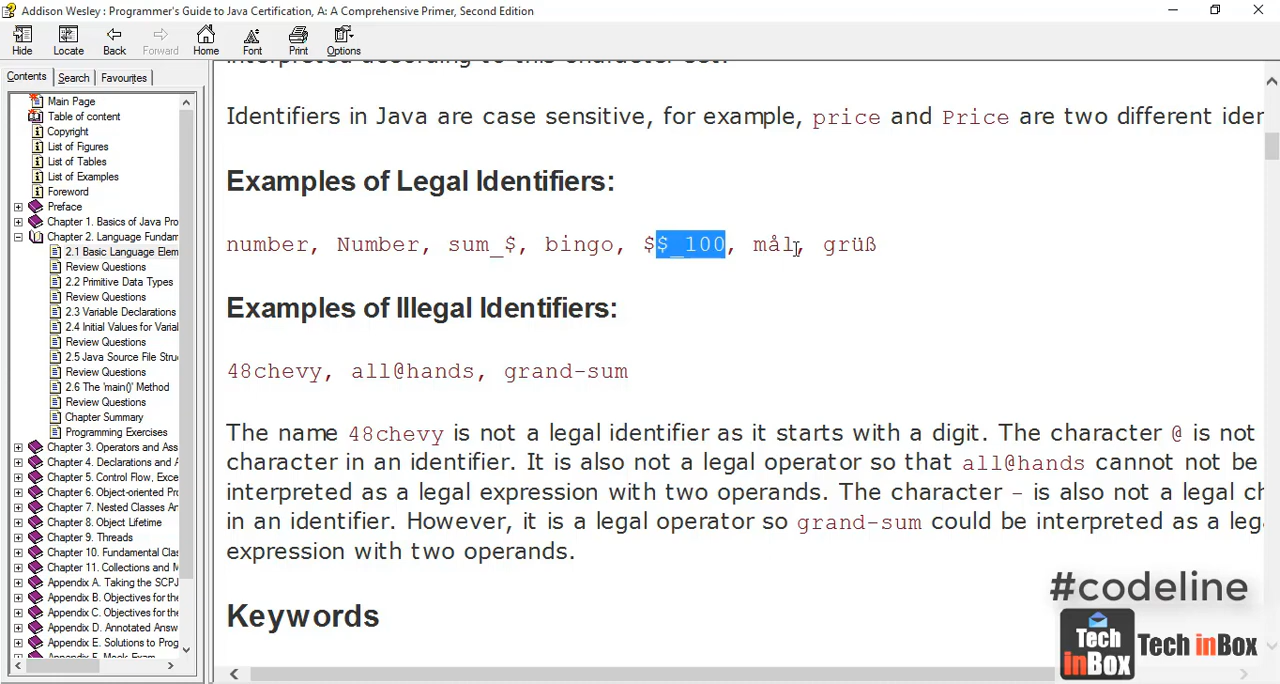 Addison Wesley : Programmer's Guide to Java Certification, A: A Comprehensive Primer, Second Edition
Hide Locate Back Forward Home Font Print Options
Contents Search Favourites
Main Page
Table of content
Copyright
List of Figures
List of Tables
List of Examples
Foreword
Preface
Chapter 1. Basics of Java Pro
Chapter 2. Language Fundam
2.1 Basic Language Elem
Review Questions
2.2 Primitive Data Types
Review Questions
2.3 Variable Declarations
2.4 Initial Values for Varial
Review Questions
2.5 Java Source File Stru
Review Questions
2.6 The 'main()' Method
Review Questions
Chapter Summary
Programming Exercises
Chapter 3. Operators and Ass
Chapter 4. Declarations and A
Chapter 5. Control Flow, Exce
Chapter 6. Object-oriented Pr
Chapter 7. Nested Classes An
Chapter 8. Object Lifetime
Chapter 9. Threads
Chapter 10. Fundamental Clas
Chapter 11. Collections and M
Appendix A. Taking the SCPJ
Appendix B. Objectives for the
Appendix C. Objectives for the
Appendix D. Annotated Answ
Appendix E. Solutions to Prog
interpreted according to this character set.
Identifiers in Java are case sensitive, for example, price and Price are two different iden
Examples of Legal Identifiers:
number, Number, sum_$, bingo, $$_100, mål, grüß
Examples of Illegal Identifiers:
48chevy, all@hands, grand-sum
The name 48chevy is not a legal identifier as it starts with a digit. The character @ is not
character in an identifier. It is also not a legal operator so that all@hands cannot not be
interpreted as a legal expression with two operands. The character - is also not a legal ch
in an identifier. However, it is a legal operator so grand-sum could be interpreted as a lega
expression with two operands.
Keywords
#codeline
Tech
inBox
Tech inBox